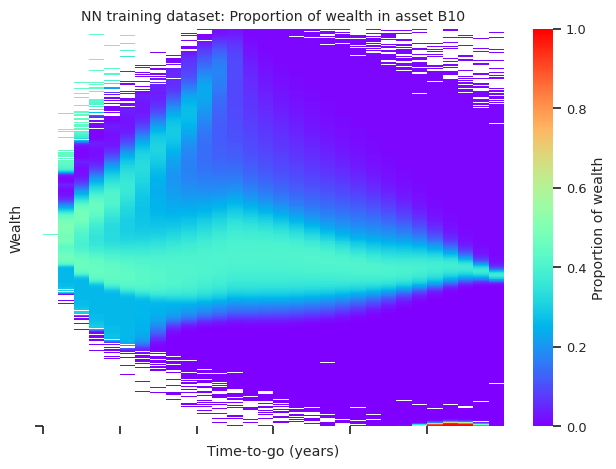 NN training dataset: Proportion of wealth in asset B10
Wealth
Time-to-go (years)
1.0
0.8
0.6
0.4
0.2
0.0
Proportion of wealth